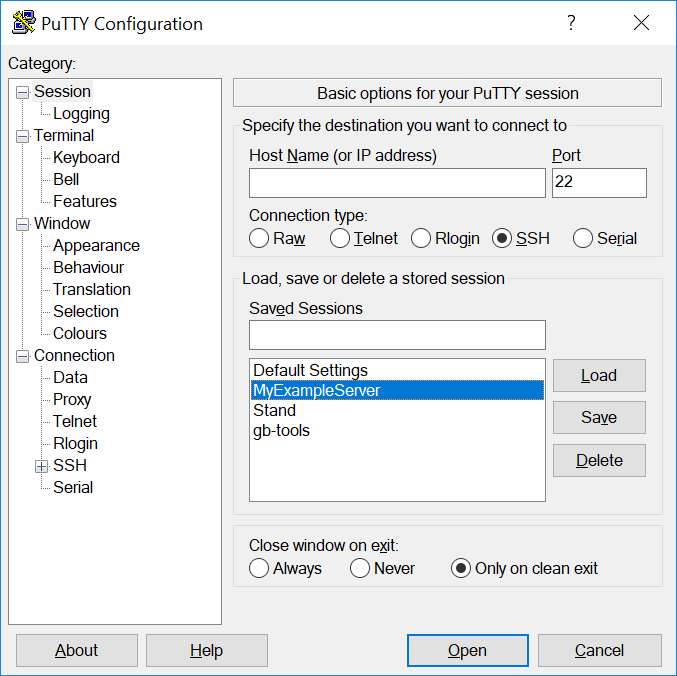 PuTTY Configuration
?
Category:
Session
Logging
Terminal
Keyboard
Bell
Features
Window
Appearance
Behaviour
Translation
Selection
Colours
Connection
Data
Proxy
Telnet
Rlogin
SSH
Serial
Basic options for your PuTTY session
Specify the destination you want to connect to
Host Name (or IP address) Port
22
Connection type:
Raw Telnet Rlogin SSH Serial
Load, save or delete a stored session
Saved Sessions
Default Settings
MyExampleServer
Stand
gb-tools
Load
Save
Delete
Close window on exit:
Always Never Only on clean exit
About Help Open Cancel